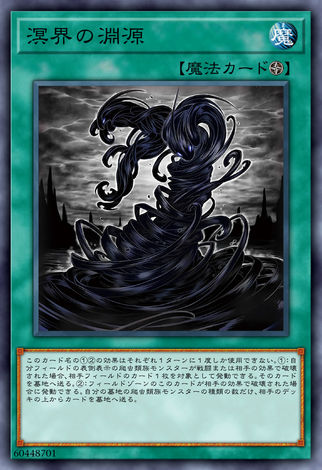 溟界の淵源
魔
【魔法カード】
このカード名の①②の効果はそれぞれ1ターンに1度しか使用できない。①:自
分フィールドの表側表示の爬虫類族モンスターが戦闘または相手の効果で破壊
された場合、相手フィールドのカード1枚を対象として発動できる。そのカード
を墓地へ送る。②:フィールドゾーンのこのカードが相手の効果で破壊された場
合に発動できる。自分の墓地の爬虫類族モンスターの種類の数だけ、相手のデッ
キの上からカードを墓地へ送る。
60448701